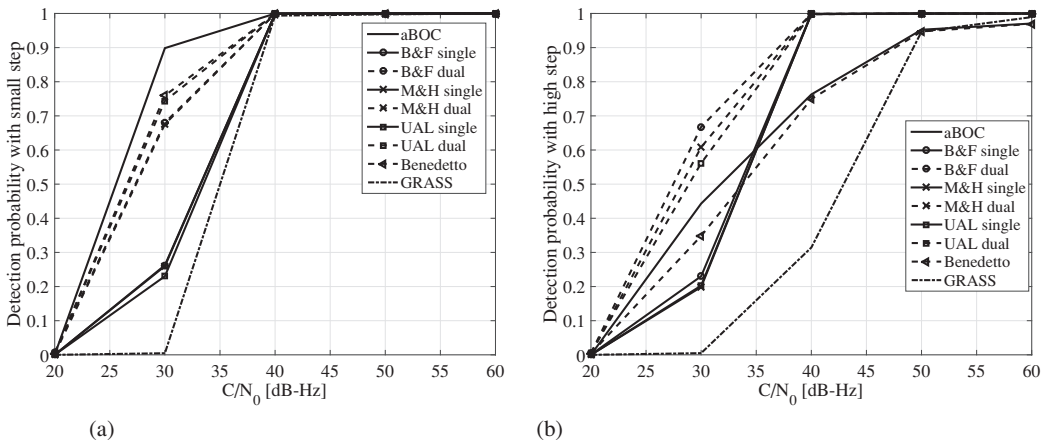 Detection probability with small step
1
0.9
0.8
0.7
0.6
0.5
0.4
0.3
0.2
0.1
0
20 25 30 35 40 45 50 55 60
C/N0 [dB-Hz]
aBOC
B&F single
B&F dual
M&H single
M&H dual
UAL single
UAL dual
Benedetto
GRASS
(a)
Detection probability with high step
1
0.9
0.8
0.7
0.6
0.5
0.4
0.3
0.2
0.1
0
20 25 30 35 40 45 50 55 60
C/N0 [dB-Hz]
aBOC
B&F single
B&F dual
M&H single
M&H dual
UAL single
UAL dual
Benedetto
GRASS
(b)